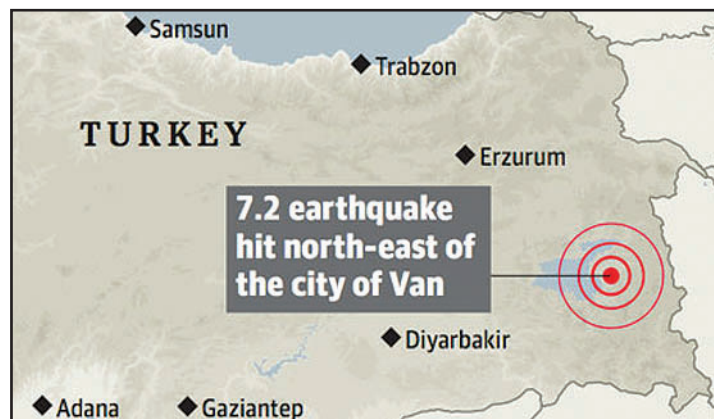 Samsun
Trabzon
TURKEY
Erzurum
7.2 earthquake
hit north-east of
the city of Van
Diyarbakir
Adana
Gaziantep